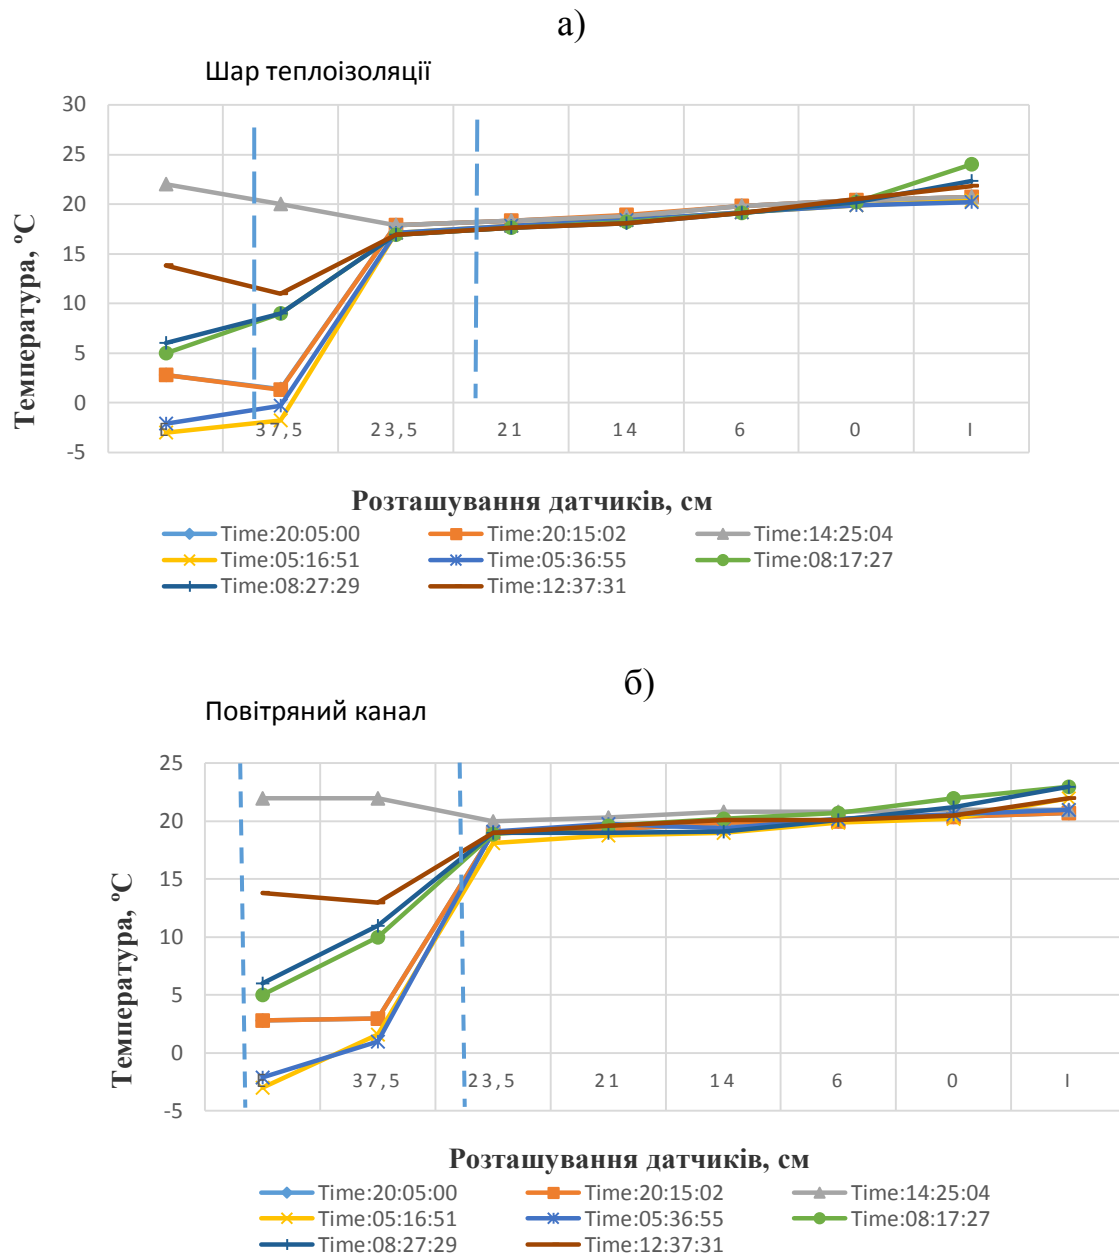 а)
Шар теплоізоляції
30
25
20
15
10
5
0
-5
E 37,5 23,5 21 14 6 0 I
Температура, ºС
Розташування датчиків, см
Time:20:05:00 Time:20:15:02 Time:14:25:04
Time:05:16:51 Time:05:36:55 Time:08:17:27
Time:08:27:29 Time:12:37:31
б)
Повітряний канал
25
20
15
10
5
0
-5
E 37,5 23,5 21 14 6 0 I
Температура, ºС
Розташування датчиків, см
Time:20:05:00 Time:20:15:02 Time:14:25:04
Time:05:16:51 Time:05:36:55 Time:08:17:27
Time:08:27:29 Time:12:37:31